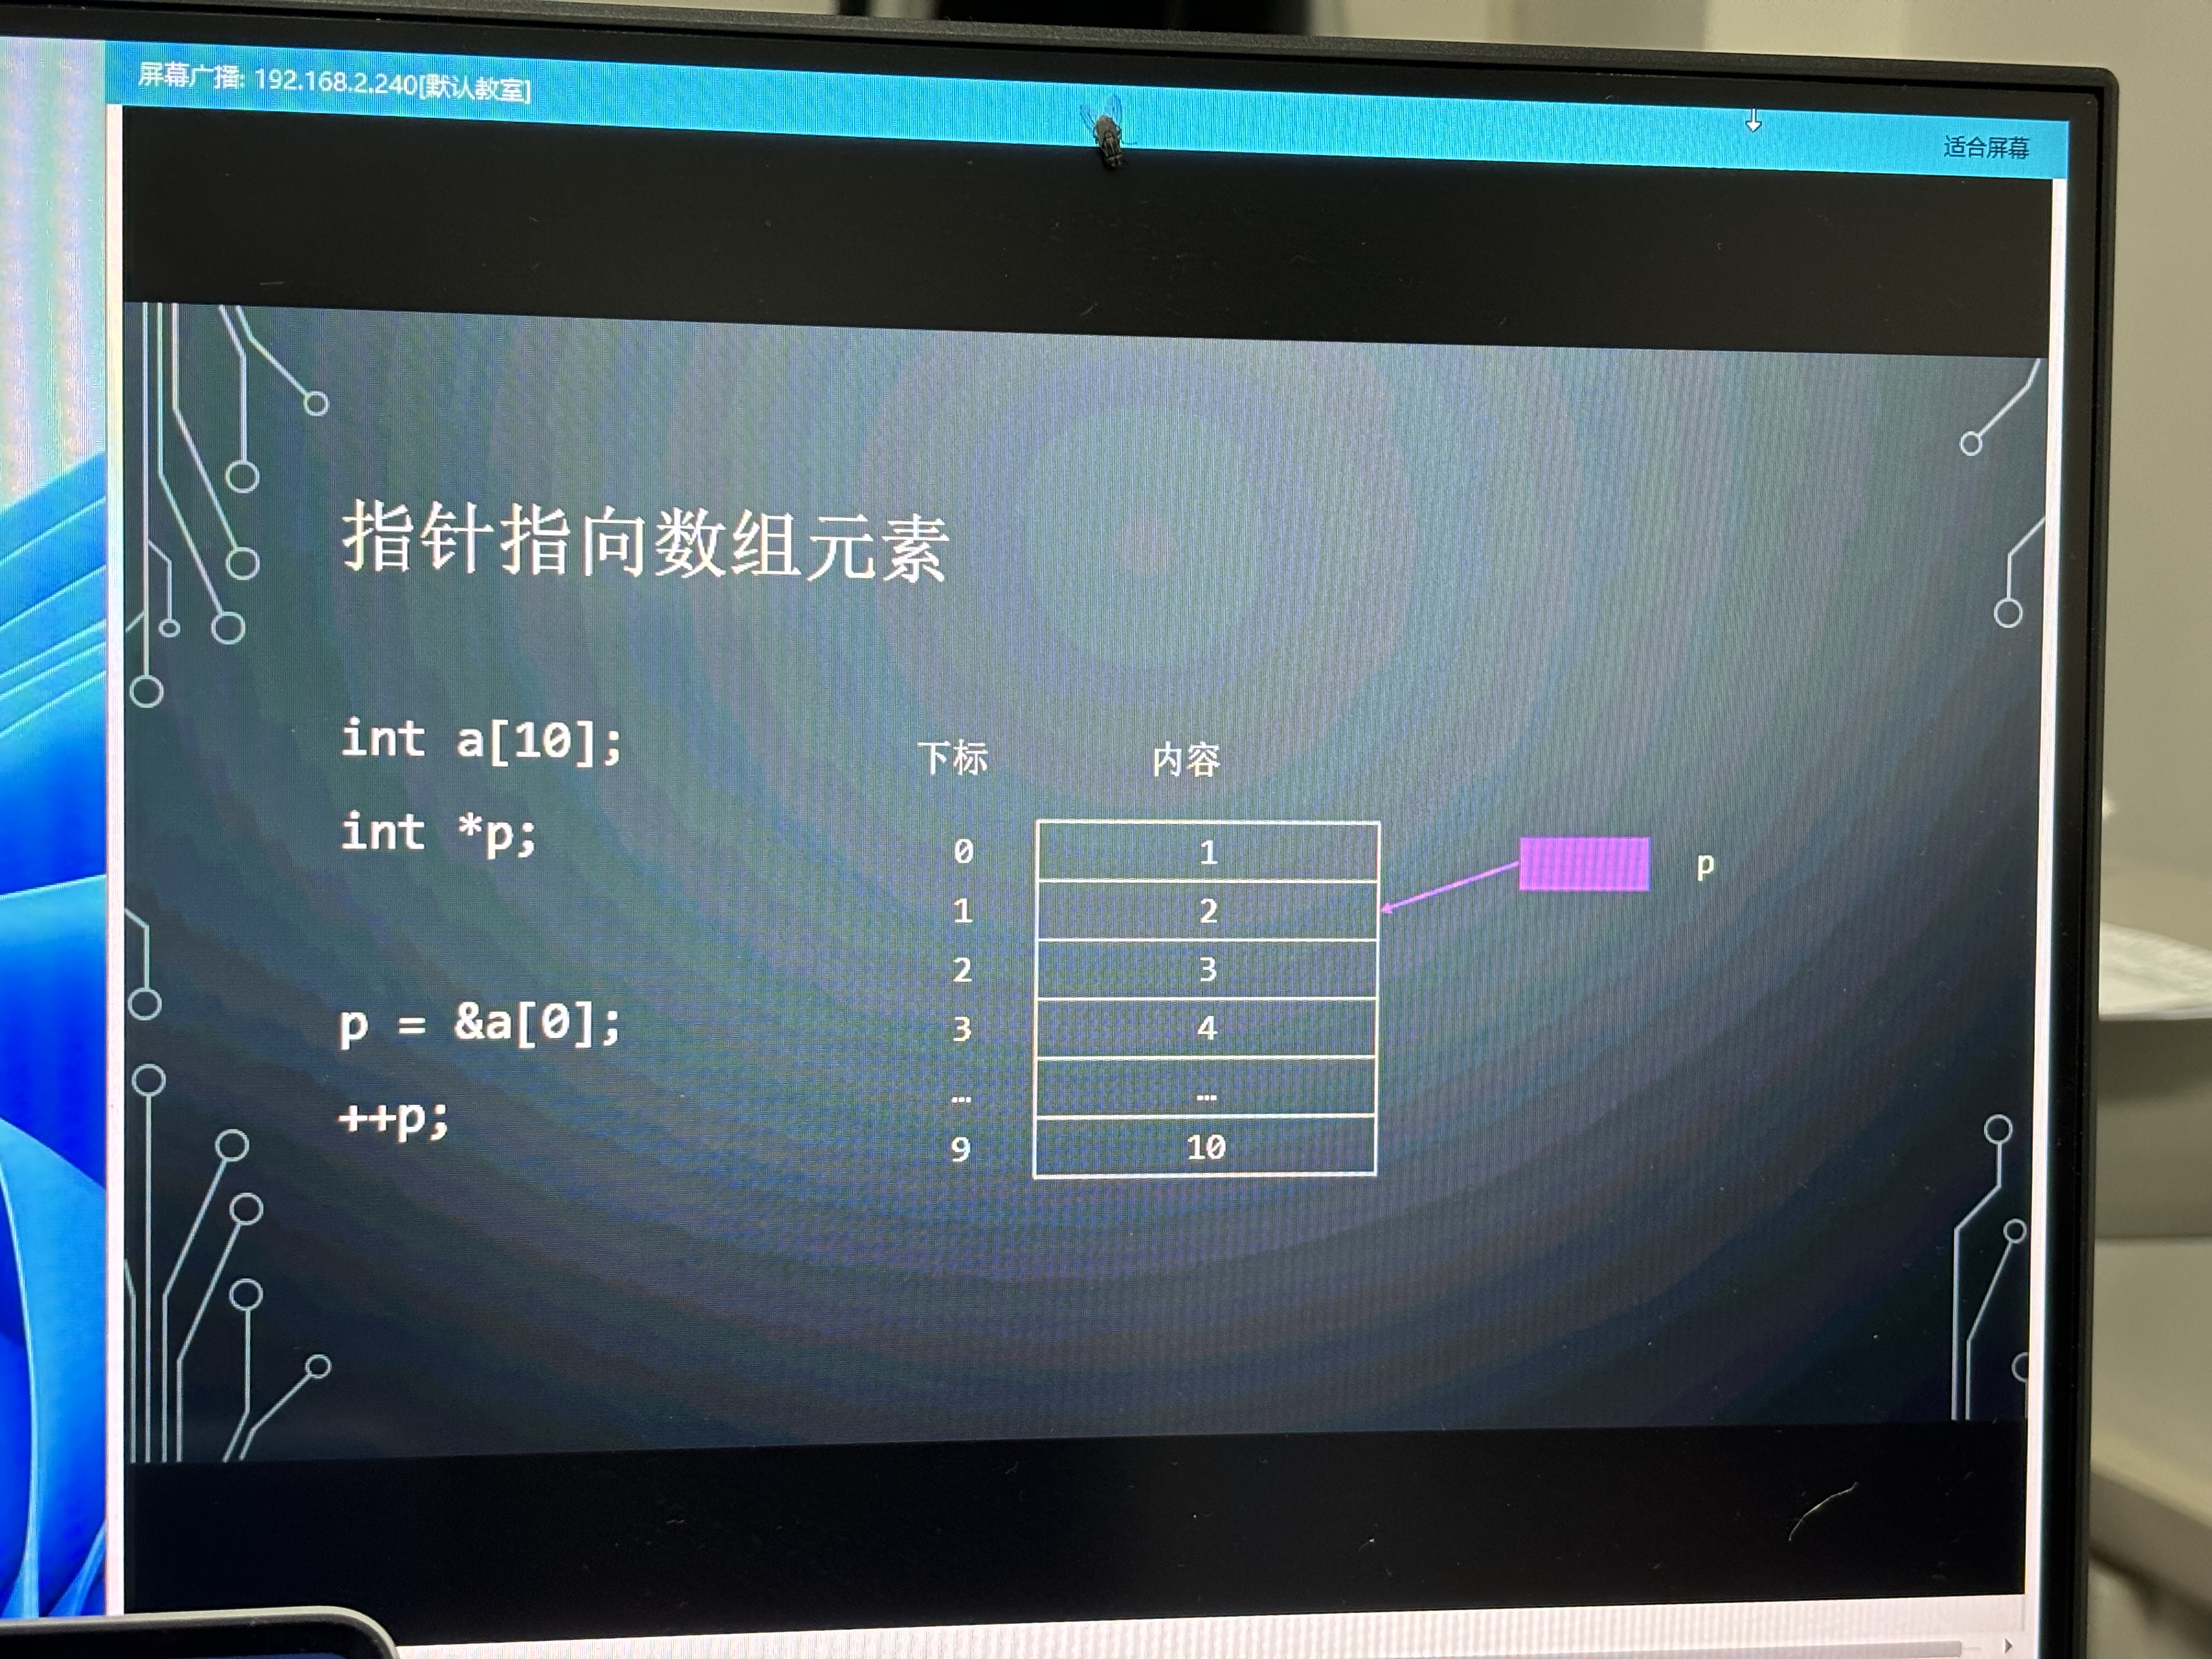 屏幕广播: 192.168.2.240[默认教室]
适合屏幕
指针指向数组元素
int a[10];
int *p;
p = &a[0];
++p;
下标 内容
0 1
1 2
2 3
3 4
… …
9 10
p